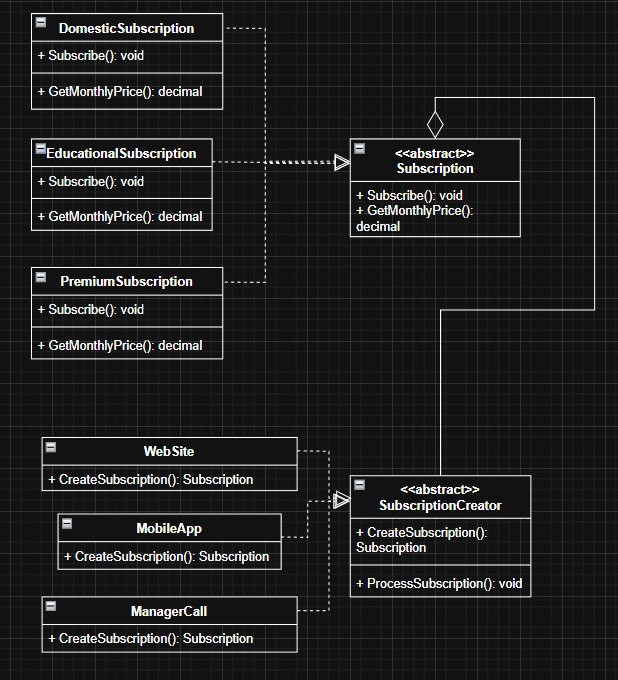 DomesticSubscription
+ Subscribe(): void
+ GetMonthlyPrice(): decimal
EducationalSubscription
+ Subscribe(): void
+ GetMonthlyPrice(): decimal
PremiumSubscription
+ Subscribe(): void
+ GetMonthlyPrice(): decimal
<<abstract>>
Subscription
+ Subscribe(): void
+ GetMonthlyPrice():
decimal
WebSite
+ CreateSubscription(): Subscription
MobileApp
+ CreateSubscription(): Subscription
ManagerCall
+ CreateSubscription(): Subscription
<<abstract>>
SubscriptionCreator
+ CreateSubscription():
Subscription
+ ProcessSubscription(): void